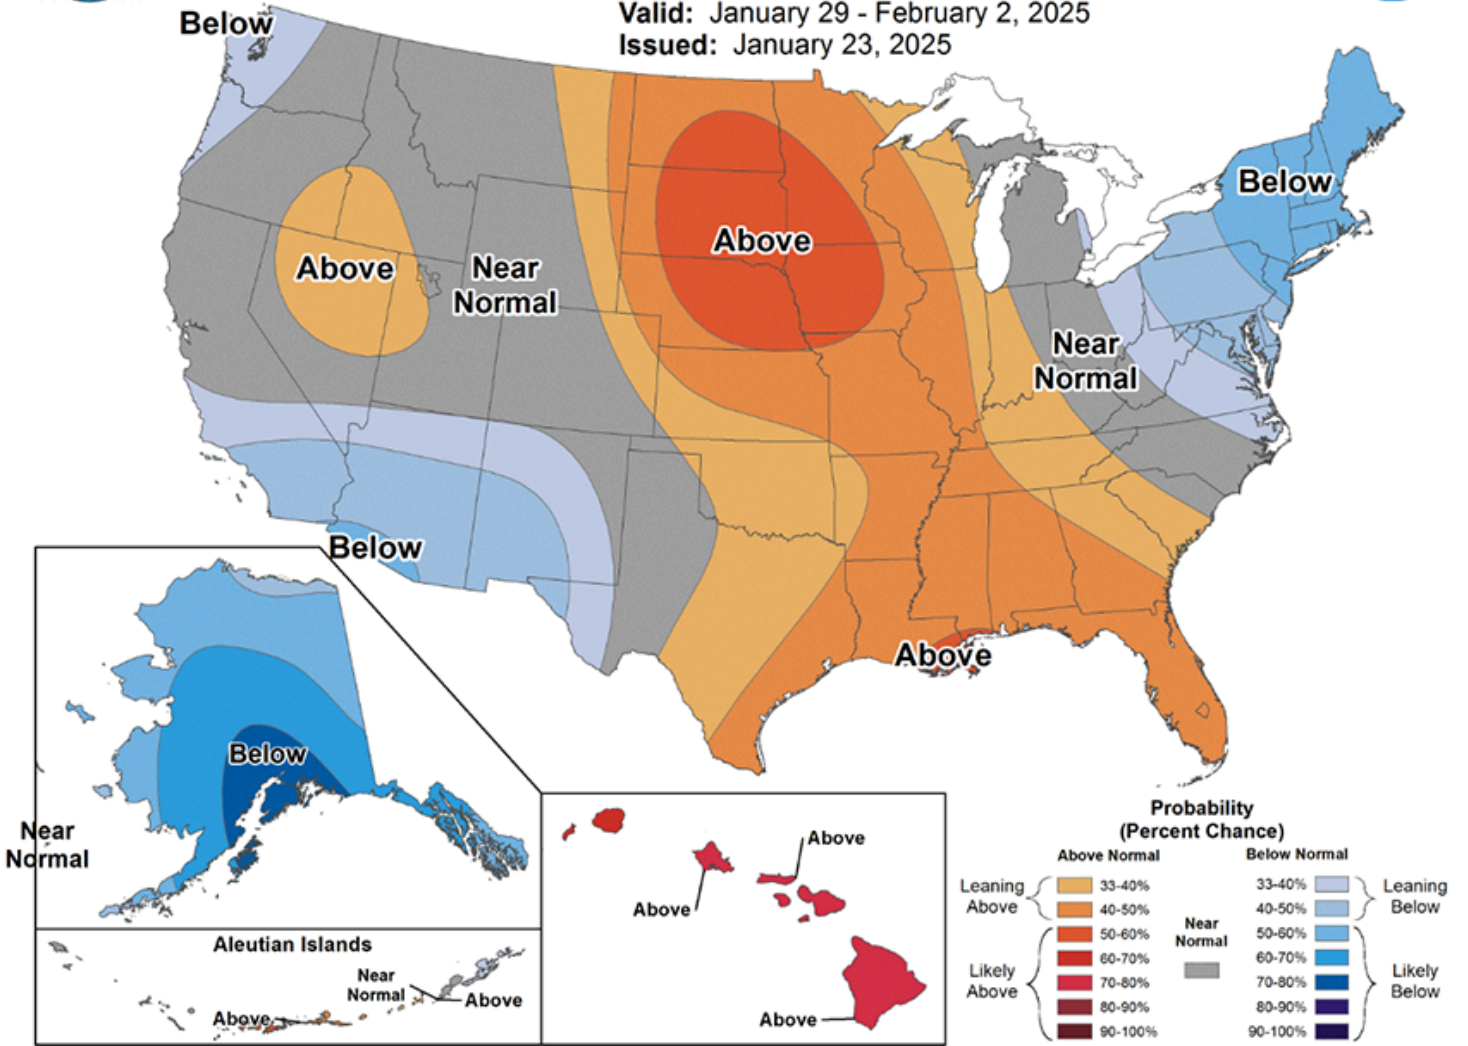 Valid: January 29 - February 2, 2025
Issued: January 23, 2025
Below
Below
Above
Above
Near
Normal
Near
Normal
Below
Above
Below
Near
Normal
Aleutian Islands
Near
Normal
Above
Above
Above
Above
Above
Probability
(Percent Chance)
Above Normal
Below Normal
Leaning
Above
33-40%
40-50%
Likely
Above
50-60%
60-70%
70-80%
80-90%
90-100%
Near
Normal
33-40%
40-50%
Leaning
Below
50-60%
60-70%
70-80%
80-90%
90-100%
Likely
Below